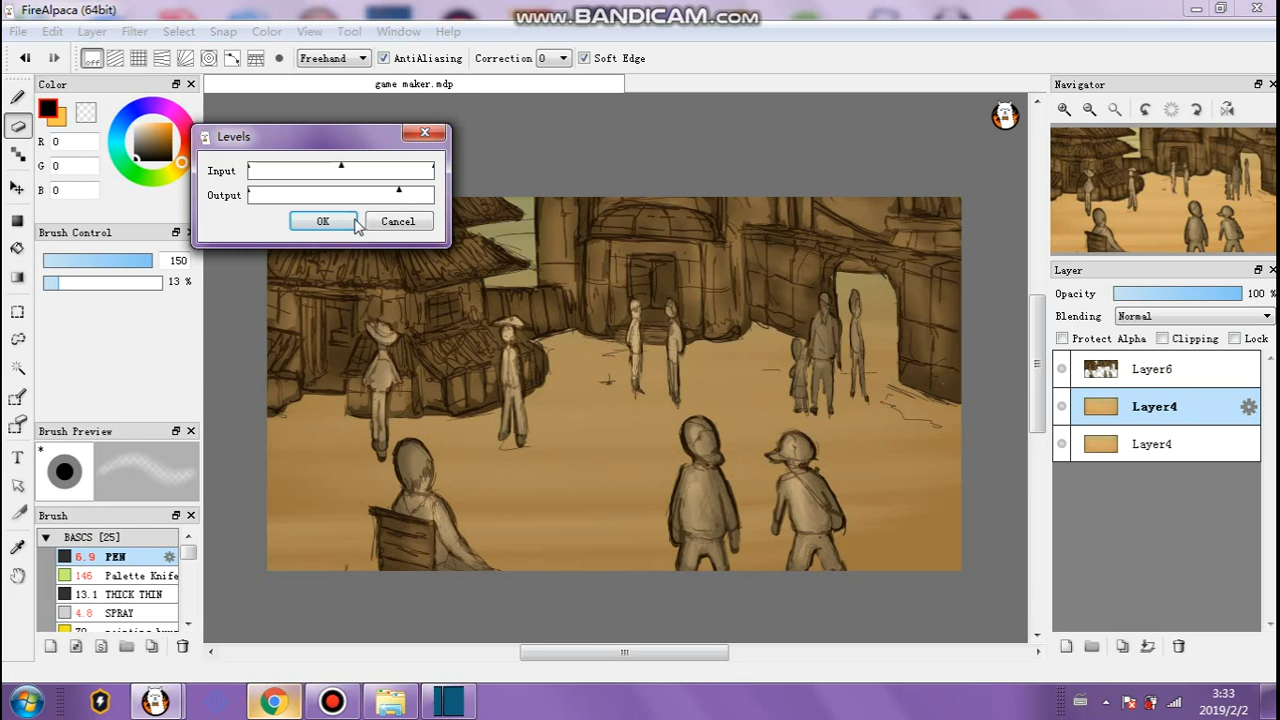 FireAlpaca (64bit)
www.BANDICAM.com
File Edit Layer Filter Select Snap Color View Tool Window Help
off Freehand AntiAliasing Correction 0 Soft Edge
Color
game maker.mdp
Navigator
R 0
G 0
B 0
Levels
Input
Output
OK Cancel
Brush Control
150
13 %
Layer
Opacity 100 %
Blending Normal
Protect Alpha Clipping Lock
Layer6
Layer4
Layer4
Brush Preview
*
Brush
BASCS [25]
6.9 PEN
146 Palette Knife
13.1 THICK THIN
4.8 SPRAY
3:33
2019/2/2